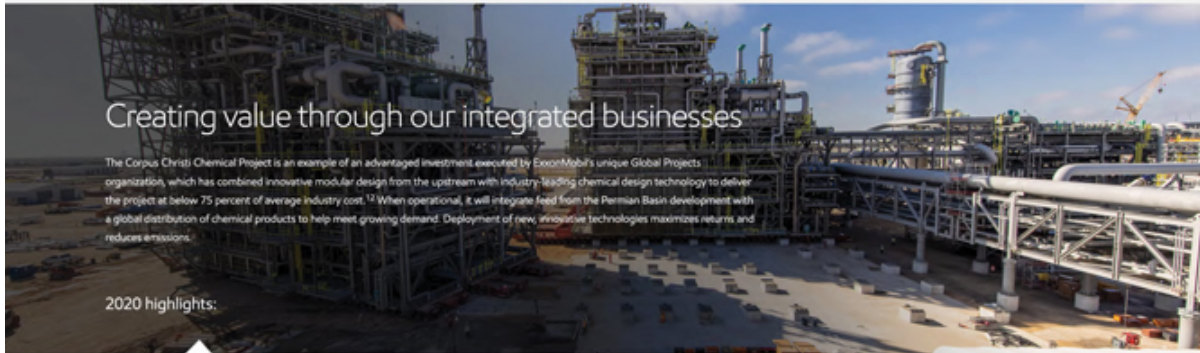 Creating value through our integrated businesses
The Corpus Christi Chemical Project is an example of an advantaged investment executed by ExxonMobil's unique Global Projects
organization, which has combined innovative modular design from the upstream with industry-leading chemical design technology to deliver
the project at below 75 percent of average industry cost.¹² When operational, it will integrate feed from the Permian Basin development with
a global distribution of chemical products to help meet growing demand. Deployment of new, innovative technologies maximizes returns and
reduces emissions.
2020 highlights: